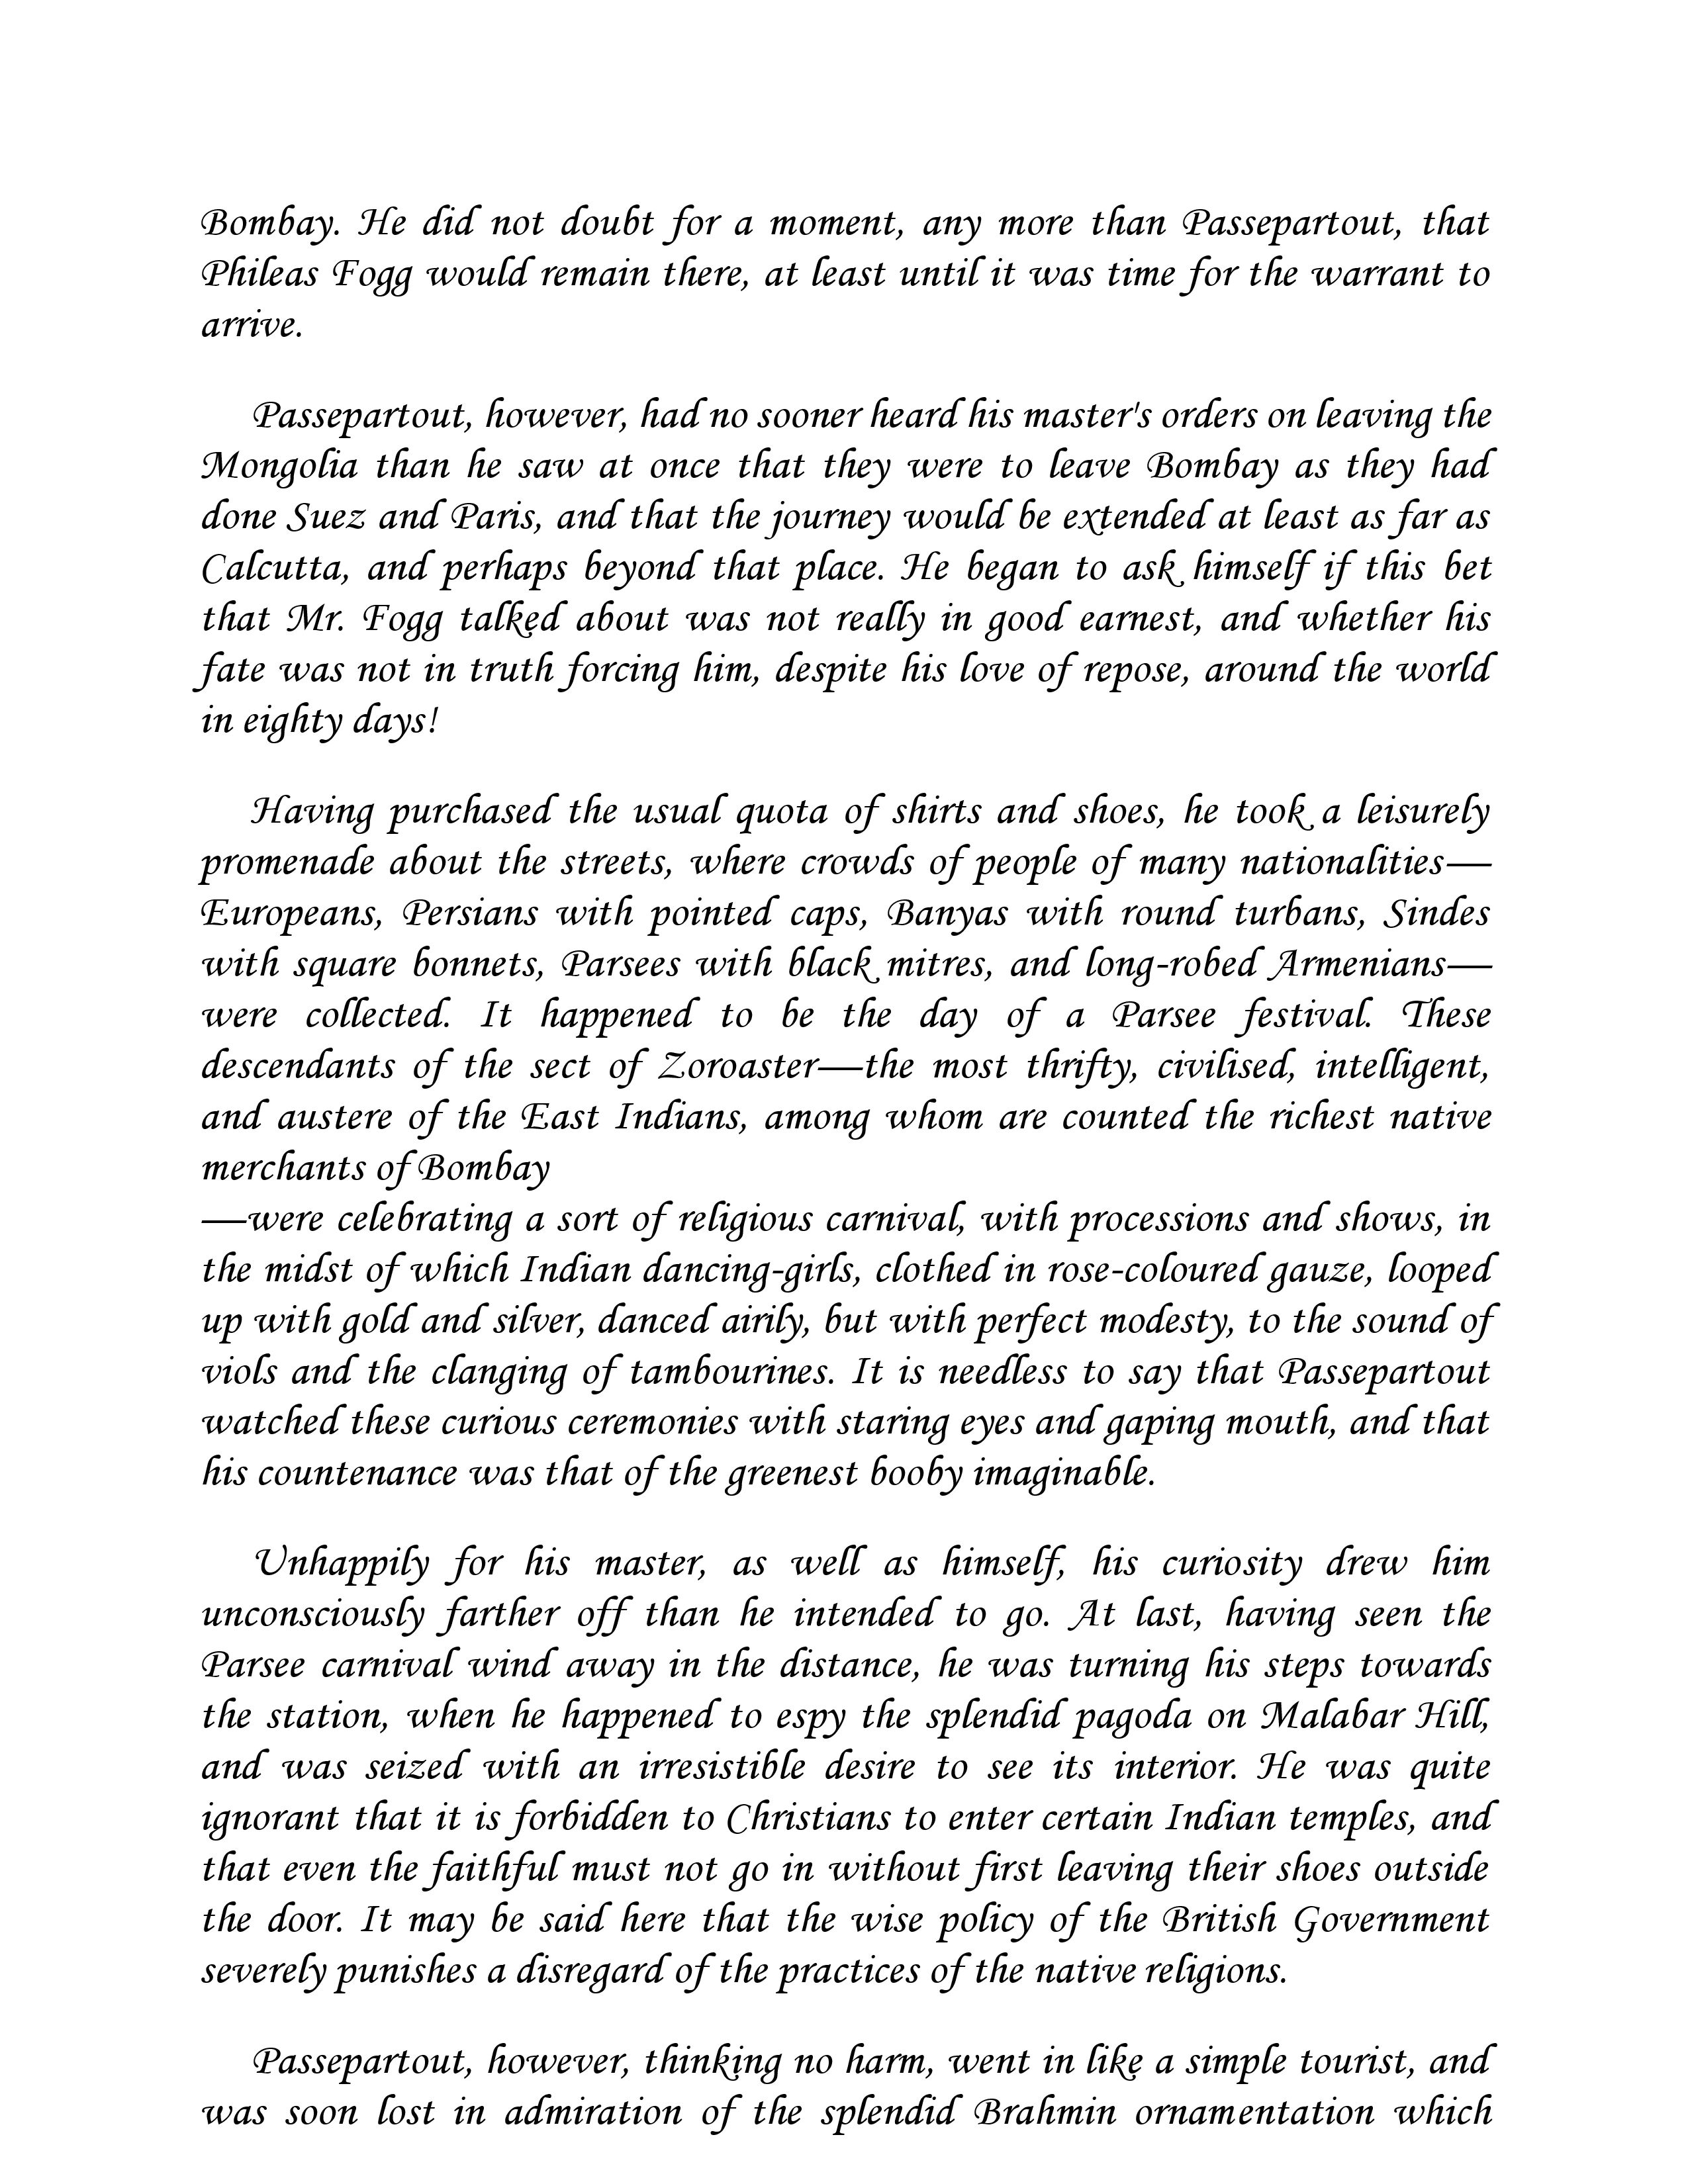 Bombay. He did not doubt for a moment, any more than Passepartout, that
Phileas Fogg would remain there, at least until it was time for the warrant to
arrive.
Passepartout, however, had no sooner heard his master's orders on leaving the
Mongolia than he saw at once that they were to leave Bombay as they had
done Suez and Paris, and that the journey would be extended at least as far as
Calcutta, and perhaps beyond that place. He began to ask himself if this bet
that Mr. Fogg talked about was not really in good earnest, and whether his
fate was not in truth forcing him, despite his love of repose, around the world
in eighty days!
Having purchased the usual quota of shirts and shoes, he took a leisurely
promenade about the streets, where crowds of people of many nationalities—
Europeans, Persians with pointed caps, Banyas with round turbans, Sindes
with square bonnets, Parsees with black mitres, and long-robed Armenians—
were collected. It happened to be the day of a Parsee festival. These
descendants of the sect of Zoroaster—the most thrifty, civilised, intelligent,
and austere of the East Indians, among whom are counted the richest native
merchants of Bombay
—were celebrating a sort of religious carnival, with processions and shows, in
the midst of which Indian dancing-girls, clothed in rose-coloured gauze, looped
up with gold and silver, danced airily, but with perfect modesty, to the sound of
viols and the clanging of tambourines. It is needless to say that Passepartout
watched these curious ceremonies with staring eyes and gaping mouth, and that
his countenance was that of the greenest booby imaginable.
Unhappily for his master, as well as himself, his curiosity drew him
unconsciously farther off than he intended to go. At last, having seen the
Parsee carnival wind away in the distance, he was turning his steps towards
the station, when he happened to espy the splendid pagoda on Malabar Hill,
and was seized with an irresistible desire to see its interior. He was quite
ignorant that it is forbidden to Christians to enter certain Indian temples, and
that even the faithful must not go in without first leaving their shoes outside
the door. It may be said here that the wise policy of the British Government
severely punishes a disregard of the practices of the native religions.
Passepartout, however, thinking no harm, went in like a simple tourist, and
was soon lost in admiration of the splendid Brahmin ornamentation which